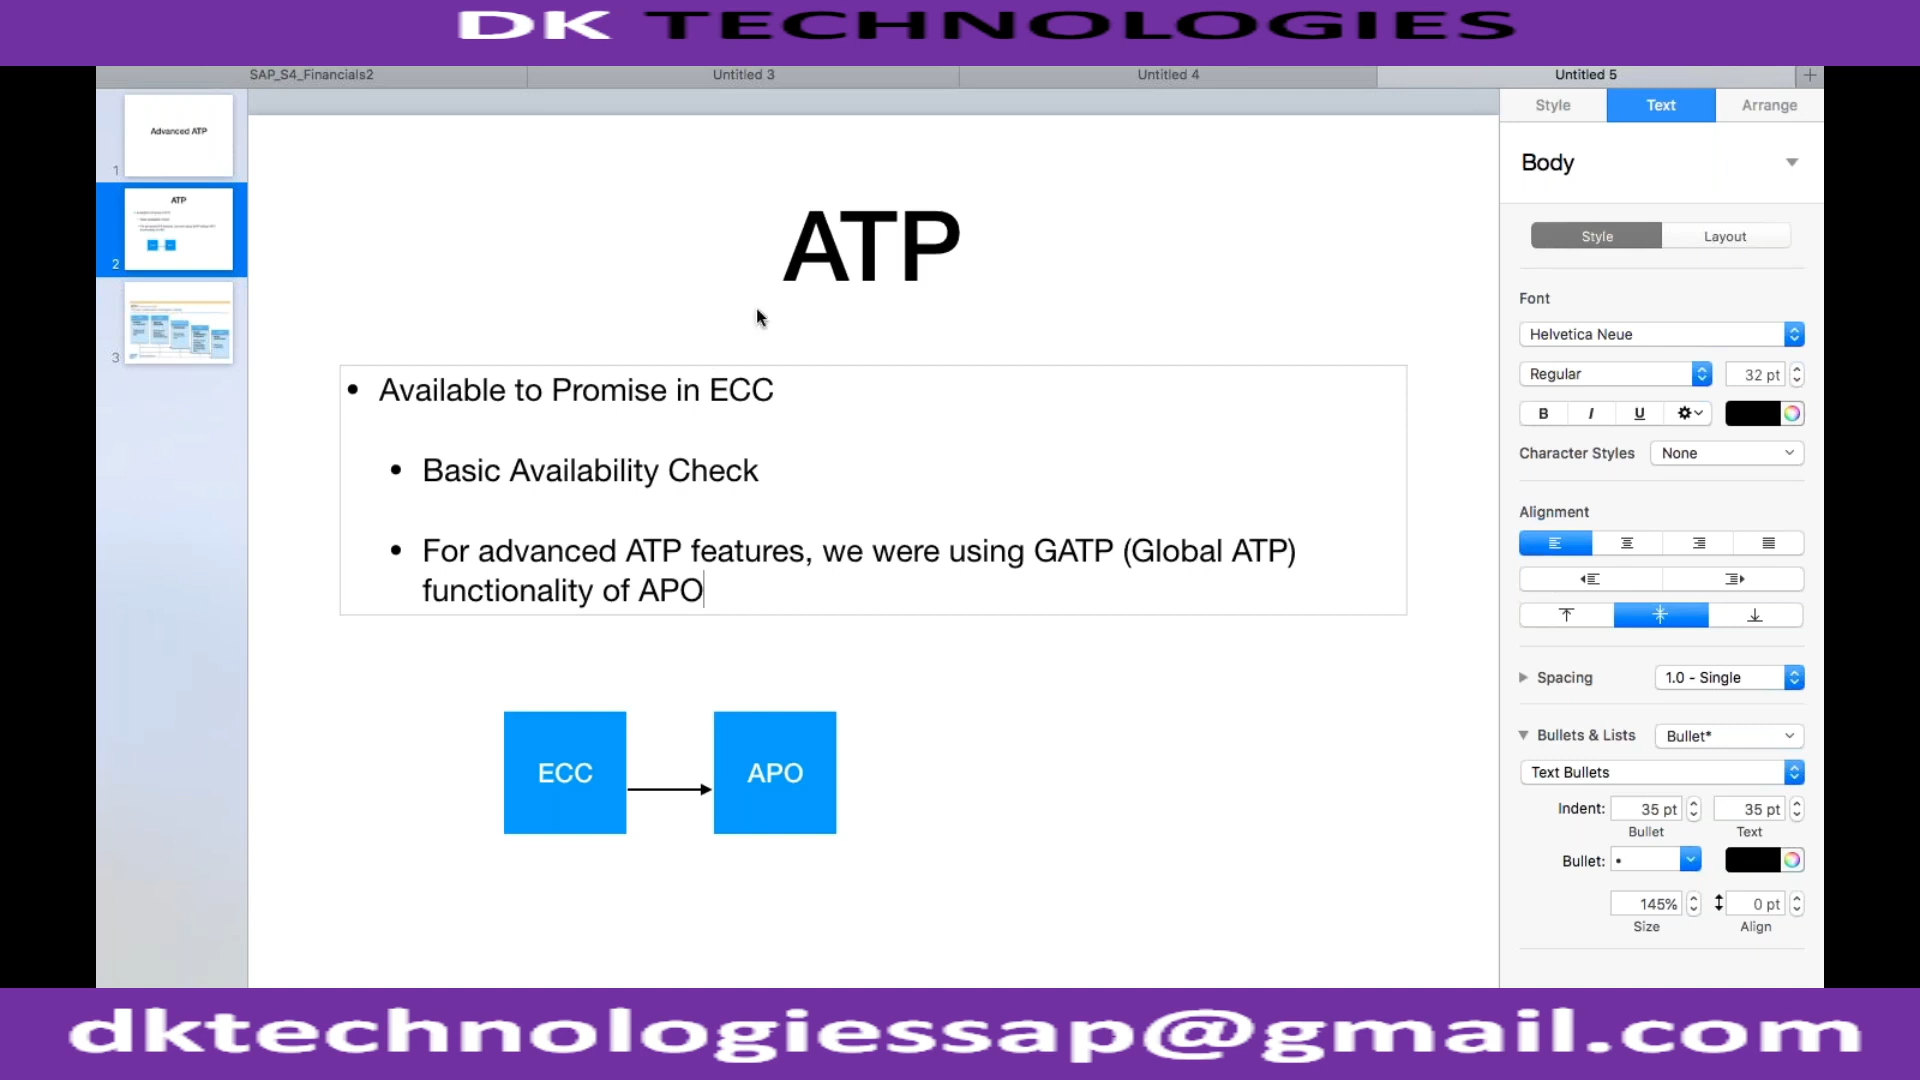 DK TECHNOLOGIES
SAP_S4_Financials2
Untitled 3
Untitled 4
Untitled 5
+
Style
Text
Arrange
Advanced ATP
1
ATP
2
3
ATP
• Available to Promise in ECC
• Basic Availability Check
• For advanced ATP features, we were using GATP (Global ATP)
functionality of APO
ECC
APO
Body
Style
Layout
Font
Helvetica Neue
Regular
32 pt
B
I
U
Character Styles
None
Alignment
Spacing
1.0 - Single
Bullets & Lists
Bullet*
Text Bullets
Indent:
35 pt
35 pt
Bullet
Text
Bullet:
•
145%
0 pt
Size
Align
dktechnologiessap@gmail.com